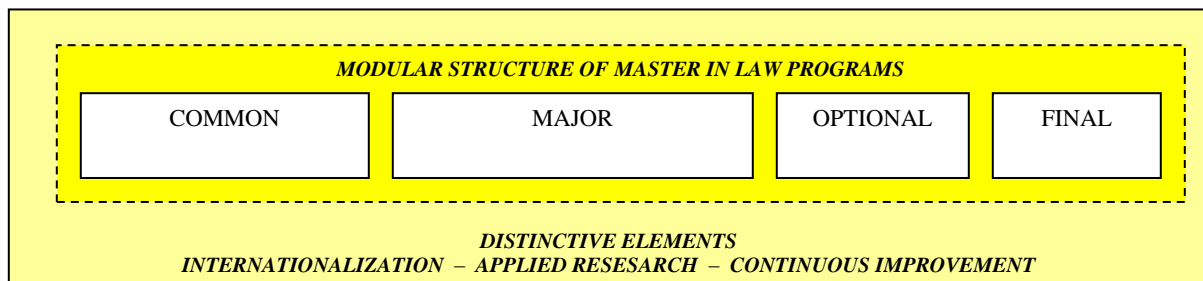 MODULAR STRUCTURE OF MASTER IN LAW PROGRAMS
COMMON
MAJOR
OPTIONAL
FINAL
DISTINCTIVE ELEMENTS
INTERNATIONALIZATION – APPLIED RESESARCH – CONTINUOUS IMPROVEMENT